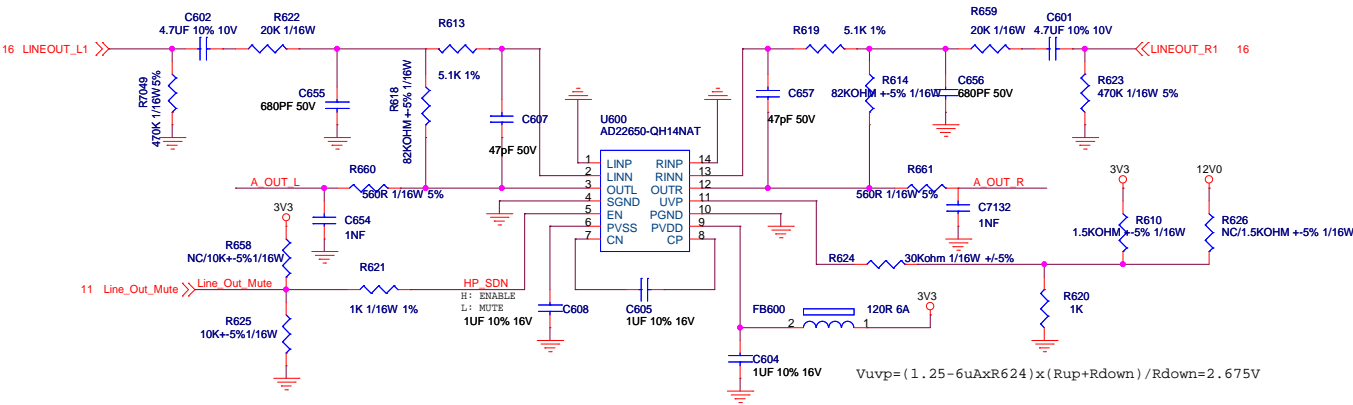 C602
4.7UF 10% 10V
R622
20K 1/16W
R613
5.1K 1%
16 LINEOUT_L1
R7049
470K 1/16W 5%
C655
680PF 50V
R618
82KOHM +-5% 1/16W
C607
47pF 50V
R619
5.1K 1%
R659
20K 1/16W
C601
4.7UF 10% 10V
LINEOUT_R1 16
C657
47pF 50V
R614
82KOHM +-5% 1/16W
C656
680PF 50V
R623
470K 1/16W 5%
U600
AD22650-QH14NAT
1 LINP RINP 14
2 LINN RINN 13
3 OUTL OUTR 12
4 SGND UVP 11
5 EN PGND 10
6 PVSS PVDD 9
7 CN CP 8
A_OUT_L
R660
560R 1/16W 5%
C654
1NF
R661
560R 1/16W 5%
A_OUT_R
C7132
1NF
3V3
R658
NC/10K+-5%1/16W
11 Line_Out_Mute
Line_Out_Mute
R621
1K 1/16W 1%
HP_SDN
H: ENABLE
L: MUTE
R625
10K+-5%1/16W
C608
1UF 10% 16V
C605
1UF 10% 16V
3V3
R610
1.5KOHM +-5% 1/16W
12V0
R626
NC/1.5KOHM +-5% 1/16W
R624
30Kohm 1/16W +/-5%
R620
1K
FB600
120R 6A
2
1
3V3
C604
1UF 10% 16V
Vuvp=(1.25-6uAxR624)x(Rup+Rdown)/Rdown=2.675V